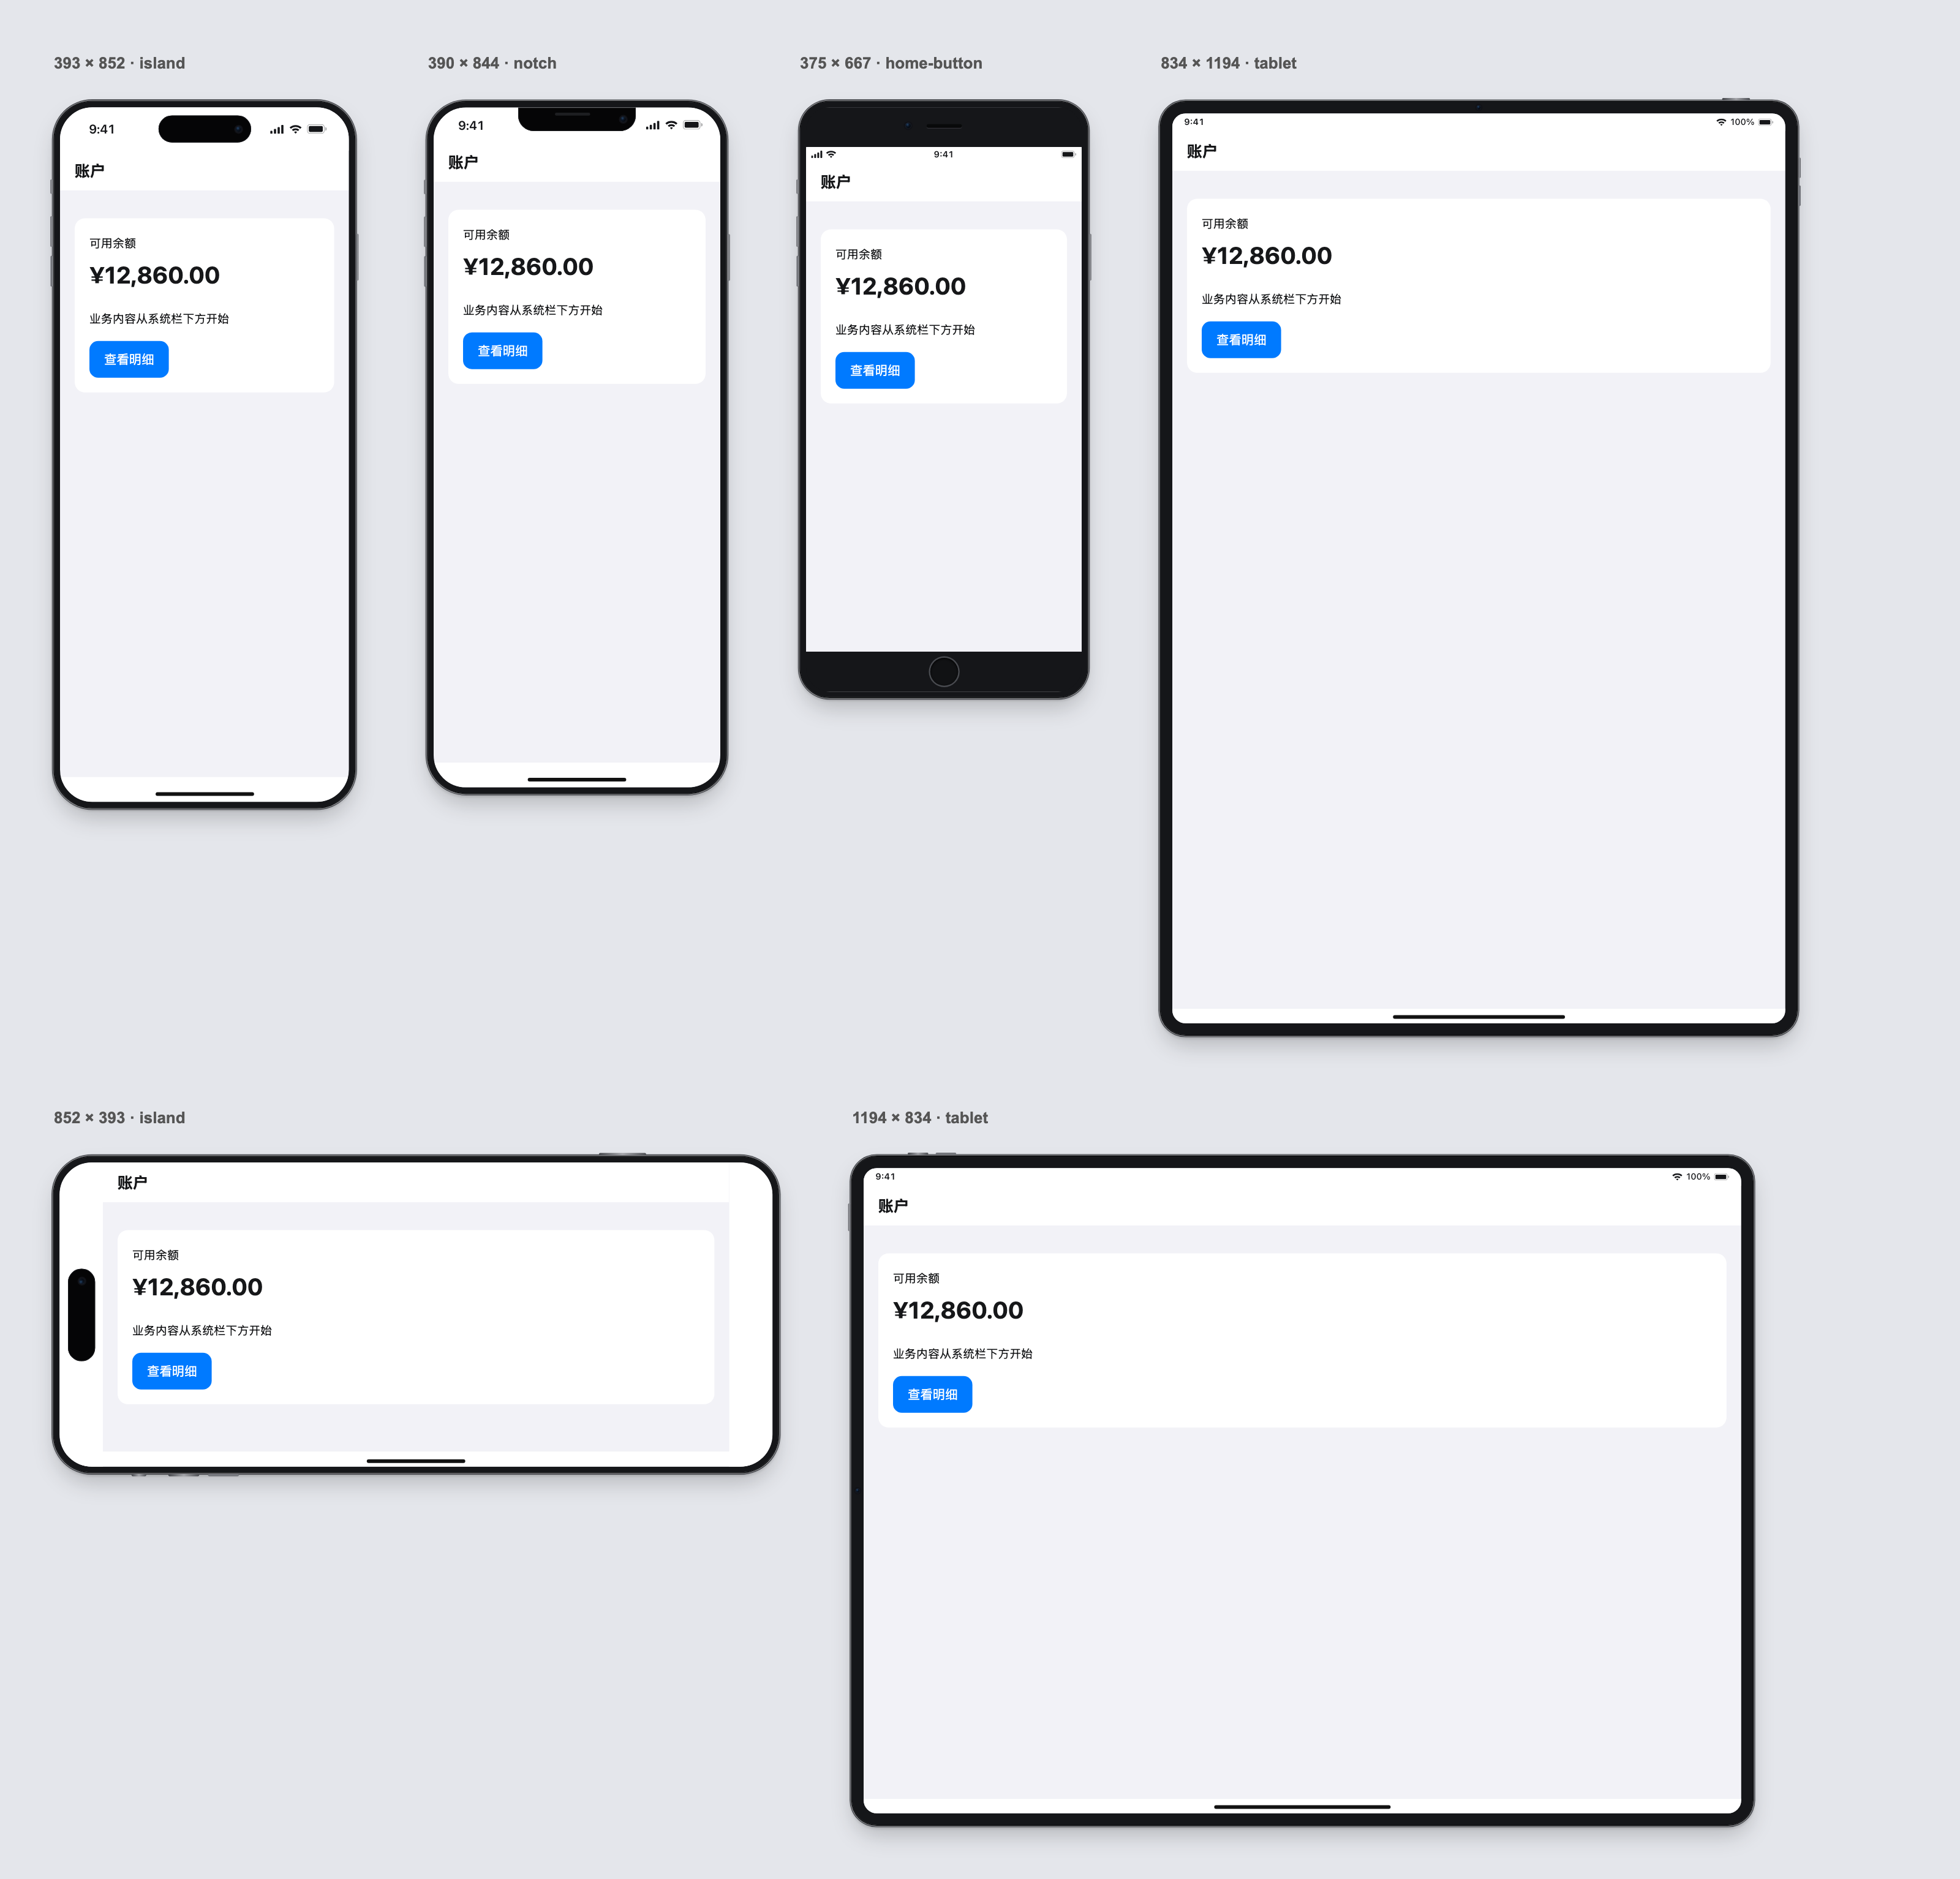 393 × 852 · island
9:41
账户
可用余额
¥12,860.00
业务内容从系统栏下方开始
查看明细
390 × 844 · notch
9:41
账户
可用余额
¥12,860.00
业务内容从系统栏下方开始
查看明细
375 × 667 · home-button
9:41
账户
可用余额
¥12,860.00
业务内容从系统栏下方开始
查看明细
834 × 1194 · tablet
9:41
100%
账户
可用余额
¥12,860.00
业务内容从系统栏下方开始
查看明细
852 × 393 · island
账户
可用余额
¥12,860.00
业务内容从系统栏下方开始
查看明细
1194 × 834 · tablet
9:41
100%
账户
可用余额
¥12,860.00
业务内容从系统栏下方开始
查看明细